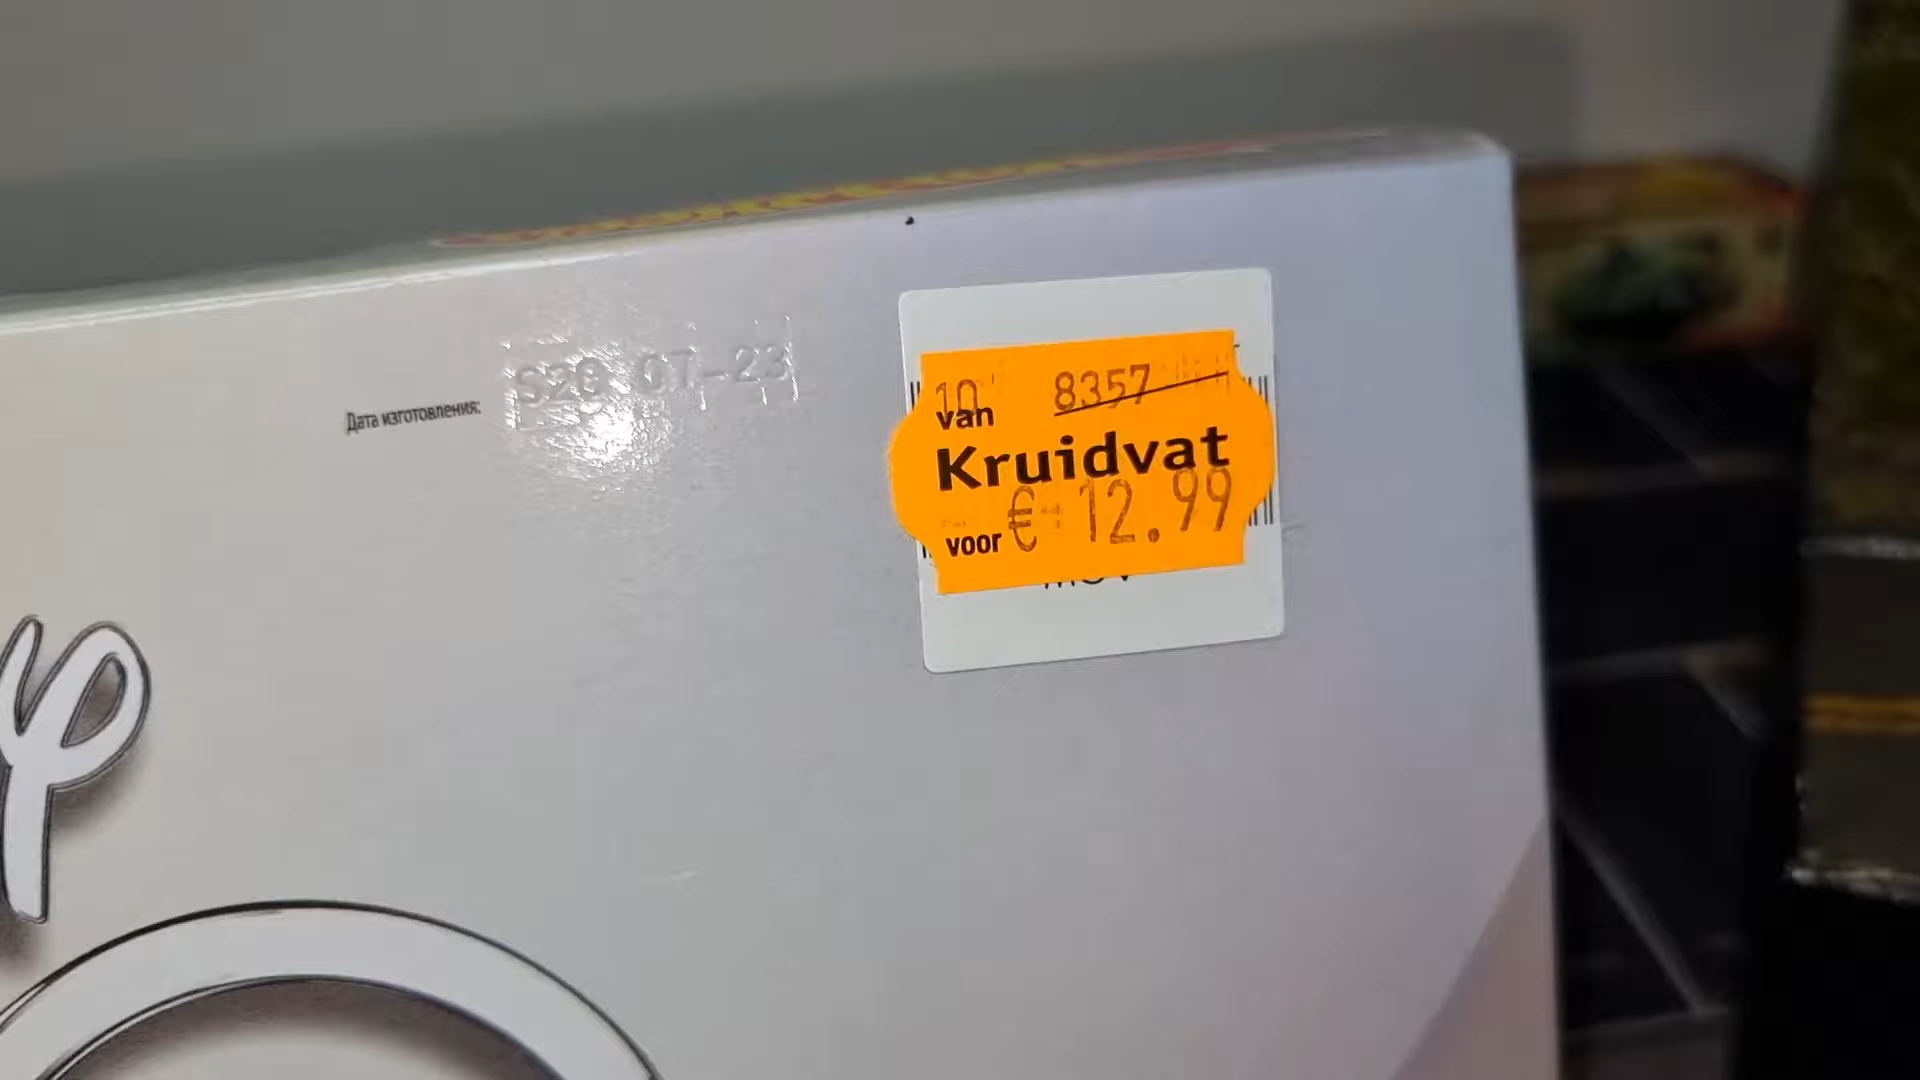 Дата изготовления:
S28 07-23
10 8357
van
Kruidvat
€ 12.99
voor